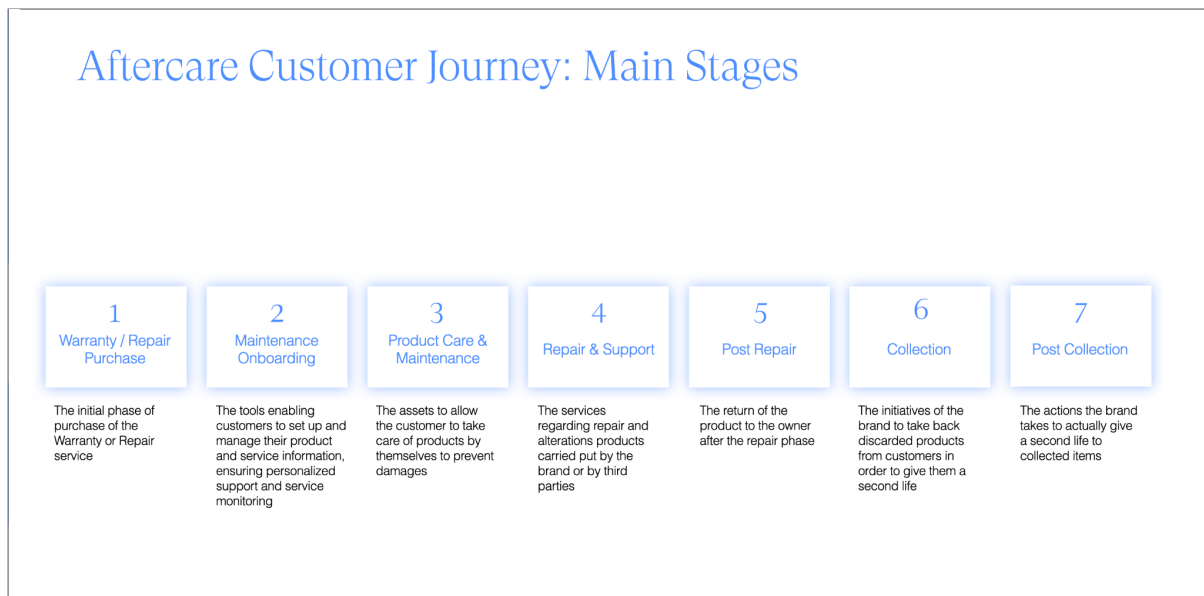 Aftercare Customer Journey: Main Stages
1
Warranty / Repair
Purchase
The initial phase of
purchase of the
Warranty or Repair
service
2
Maintenance
Onboarding
The tools enabling
customers to set up and
manage their product
and service information,
ensuring personalized
support and service
monitoring
3
Product Care &
Maintenance
The assets to allow
the customer to take
care of products by
themselves to prevent
damages
4
Repair & Support
The services
regarding repair and
alterations products
carried put by the
brand or by third
parties
5
Post Repair
The return of the
product to the owner
after the repair phase
6
Collection
The initiatives of the
brand to take back
discarded products
from customers in
order to give them a
second life
7
Post Collection
The actions the brand
takes to actually give
a second life to
collected items